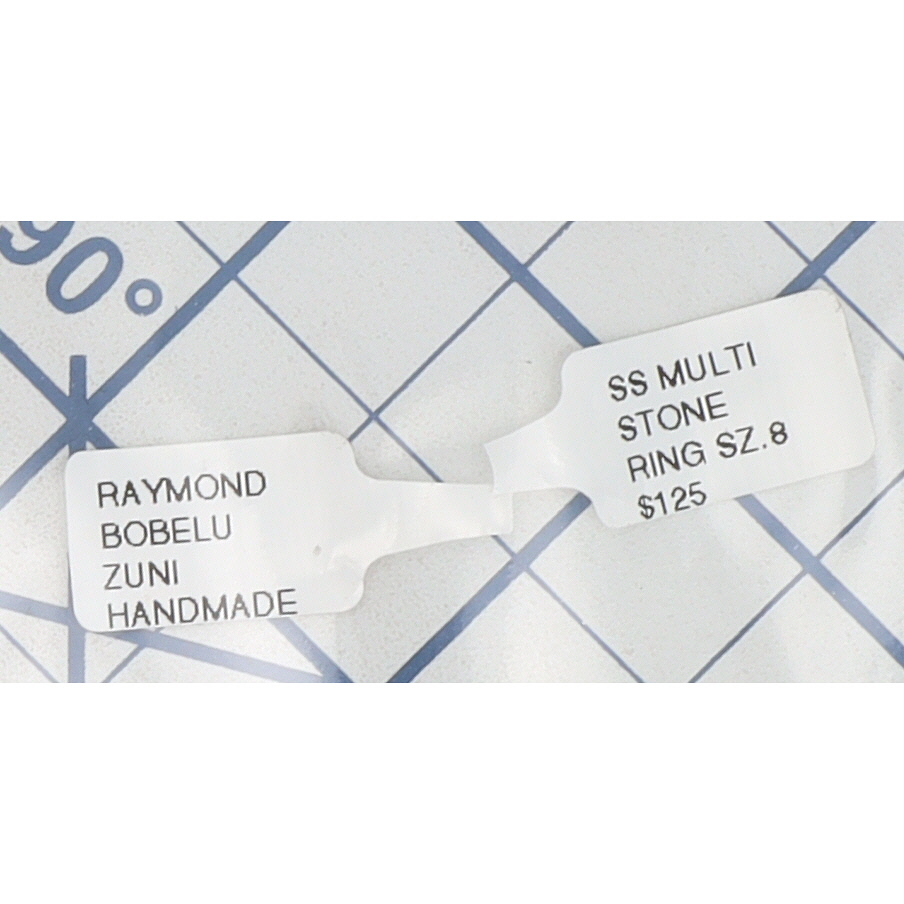 90°
RAYMOND
BOBELU
ZUNI
HANDMADE
SS MULTI
STONE
RING SZ.8
$125